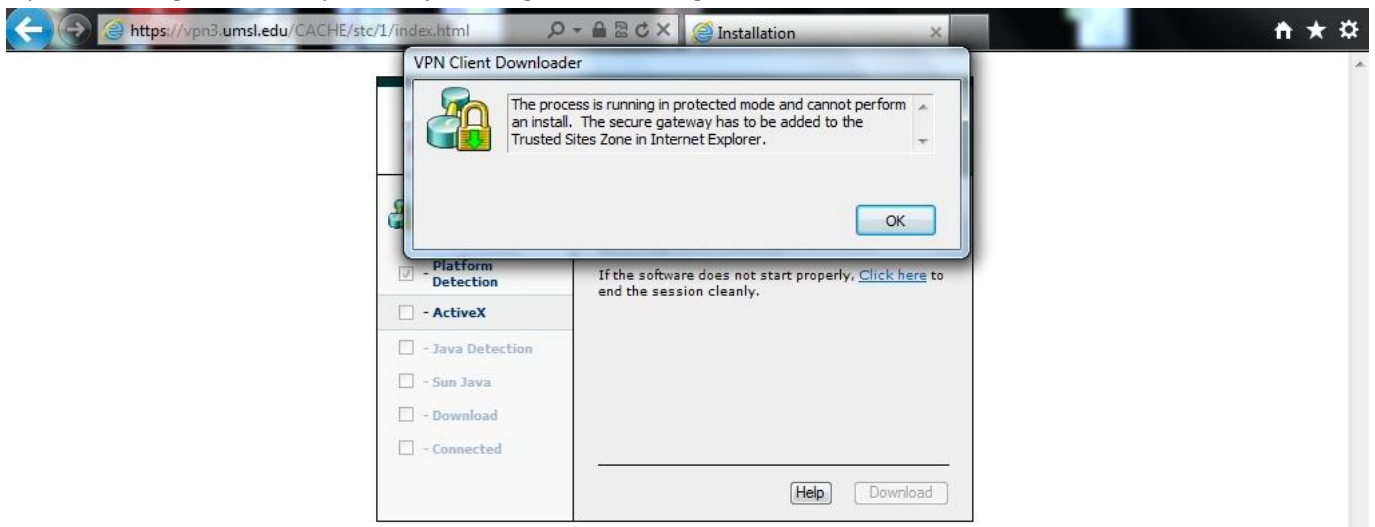 https://vpn3.umsl.edu/CACHE/stc/1/index.html
Installation
VPN Client Downloader
The process is running in protected mode and cannot perform
an install. The secure gateway has to be added to the
Trusted Sites Zone in Internet Explorer.
OK
- Platform
Detection
- ActiveX
- Java Detection
- Sun Java
- Download
- Connected
If the software does not start properly, Click here to
end the session cleanly.
Help
Download